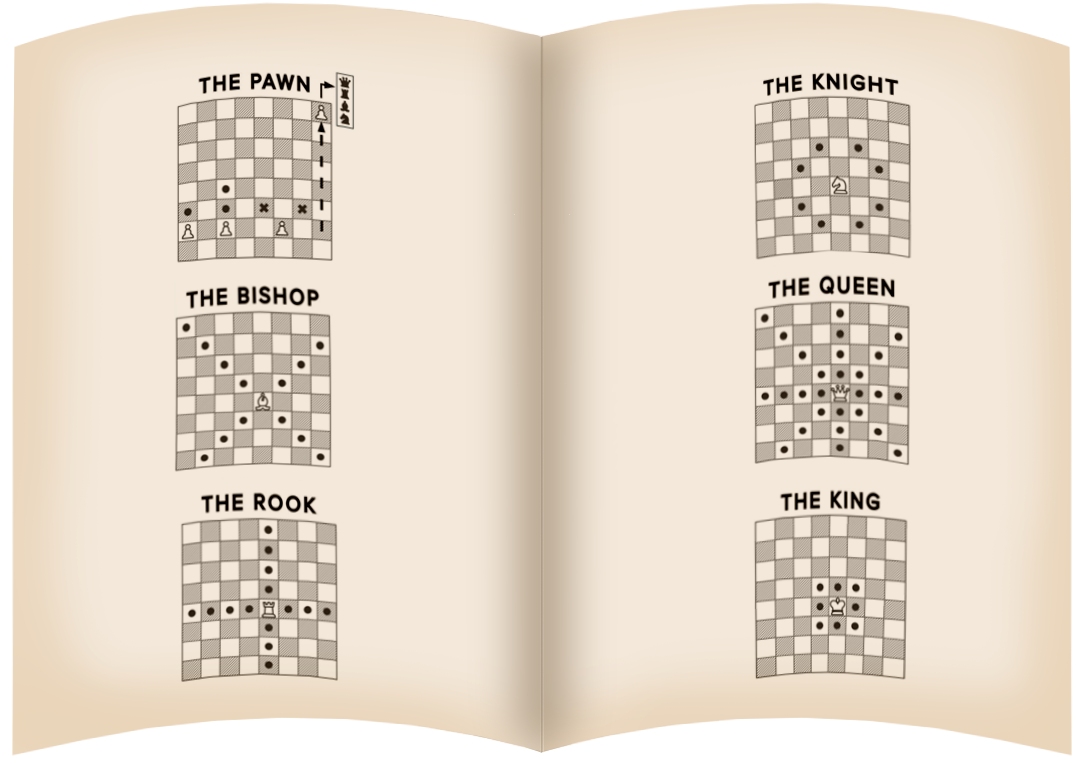 THE PAWN
THE BISHOP
THE ROOK
THE KNIGHT
THE QUEEN
THE KING